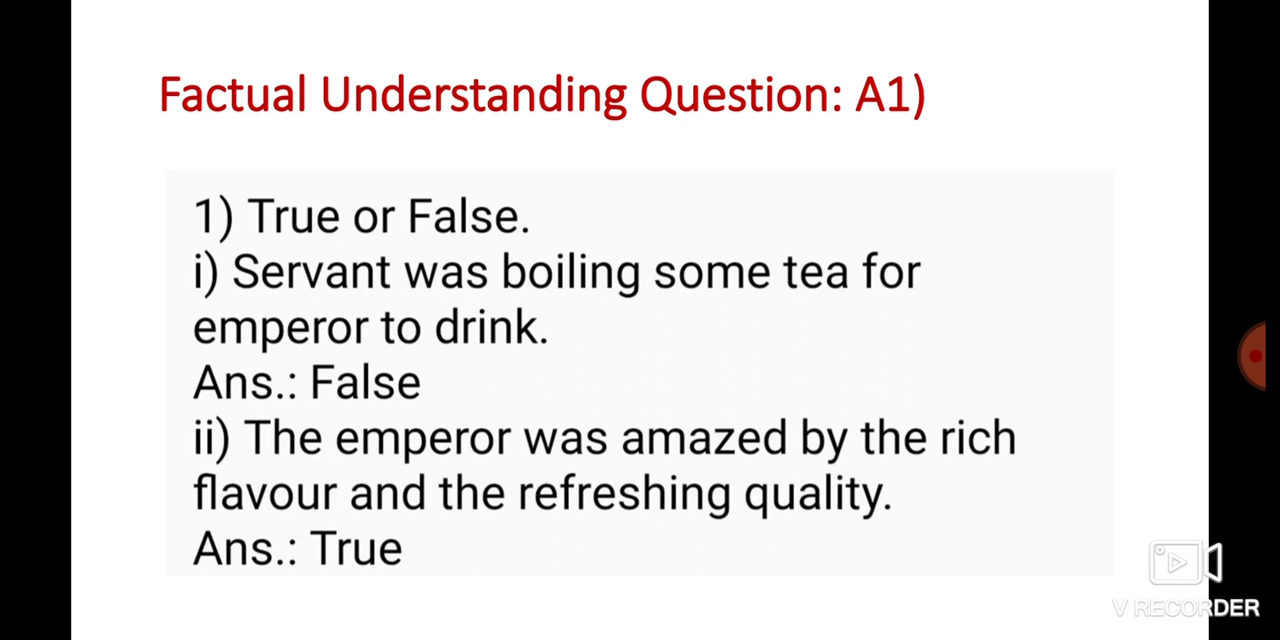 Factual Understanding Question: A1)
1) True or False.
i) Servant was boiling some tea for
emperor to drink.
Ans.: False
ii) The emperor was amazed by the rich
flavour and the refreshing quality.
Ans.: True
V RECORDER